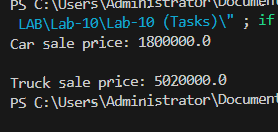 PS C:\Users\Administrator\Document
LAB\Lab-10\Lab-10 (Tasks)\" ; if
Car sale price: 1800000.0
Truck sale price: 5020000.0
PS C:\Users\Administrator\Document